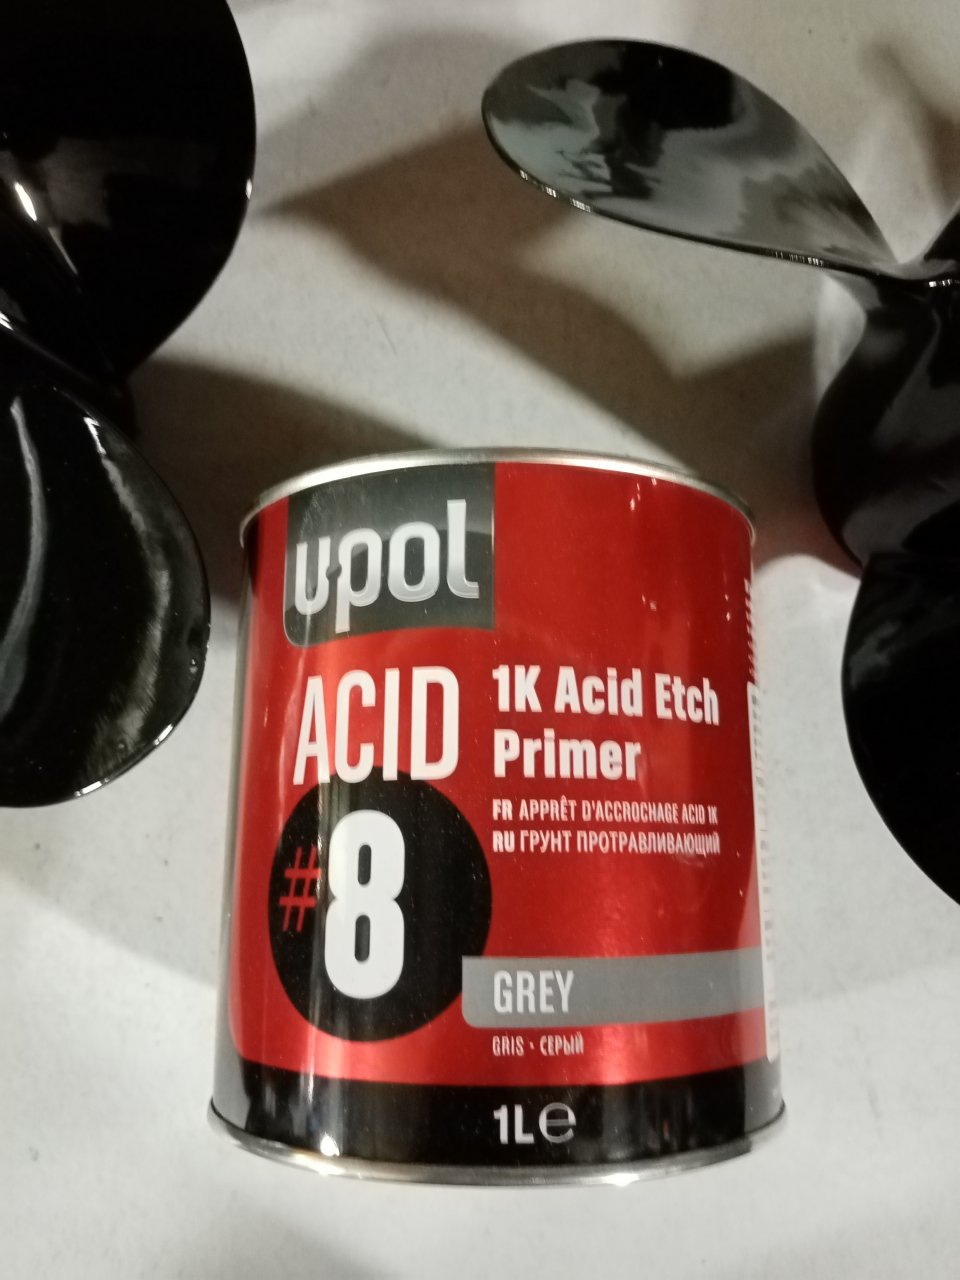 upol
ACID
#8
1K Acid Etch
Primer
FR APPRÊT D'ACCROCHAGE ACID 1K
RU ГРУНТ ПРОТРАВЛИВАЮЩИЙ
GREY
GRIS • СЕРЫЙ
1L℮